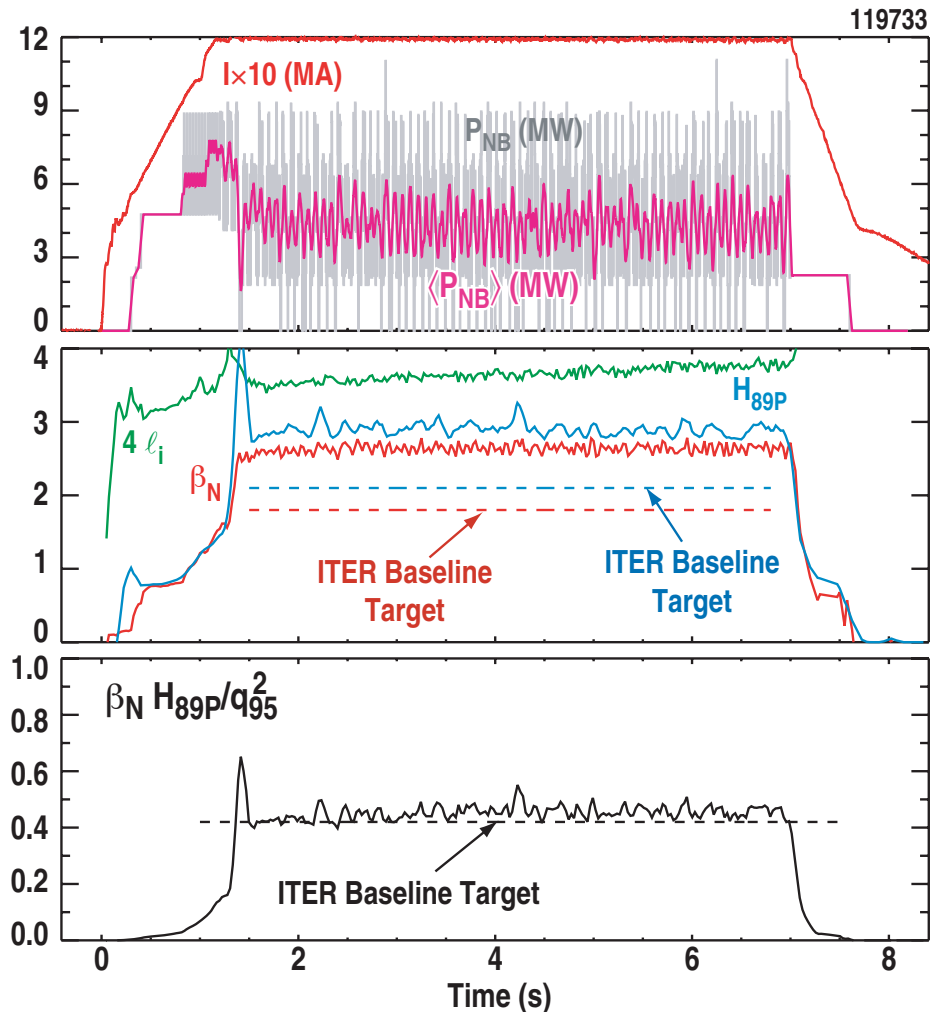 119733
12
9
6
3
0
I×10 (MA)
P_NB (MW)
⟨P_NB⟩ (MW)
4
3
2
1
0
4 ℓ_i
H_89P
β_N
ITER Baseline
Target
ITER Baseline
Target
1.0
0.8
0.6
0.4
0.2
0.0
β_N H_89P/q_95^2
ITER Baseline Target
0 2 4 6 8
Time (s)